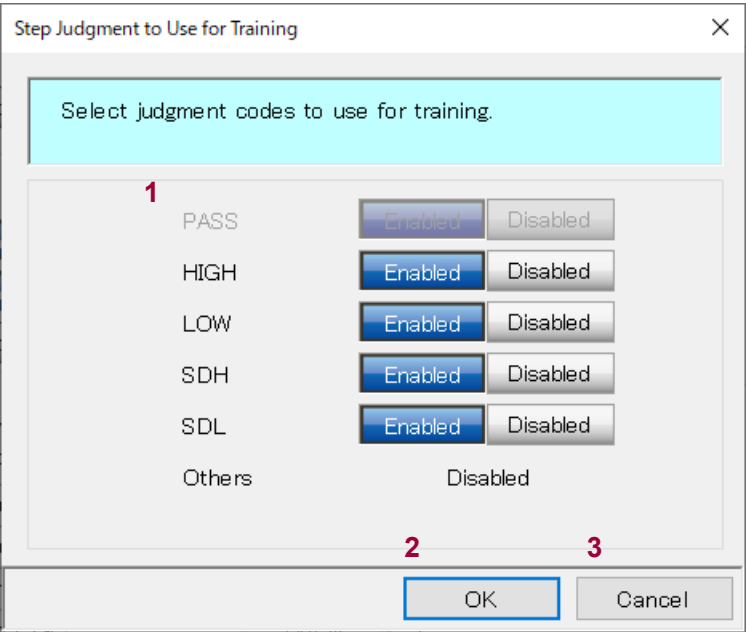 Step Judgment to Use for Training
Select judgment codes to use for training.
1
PASS Enabled Disabled
HIGH Enabled Disabled
LOW Enabled Disabled
SDH Enabled Disabled
SDL Enabled Disabled
Others Disabled
2 3
OK Cancel